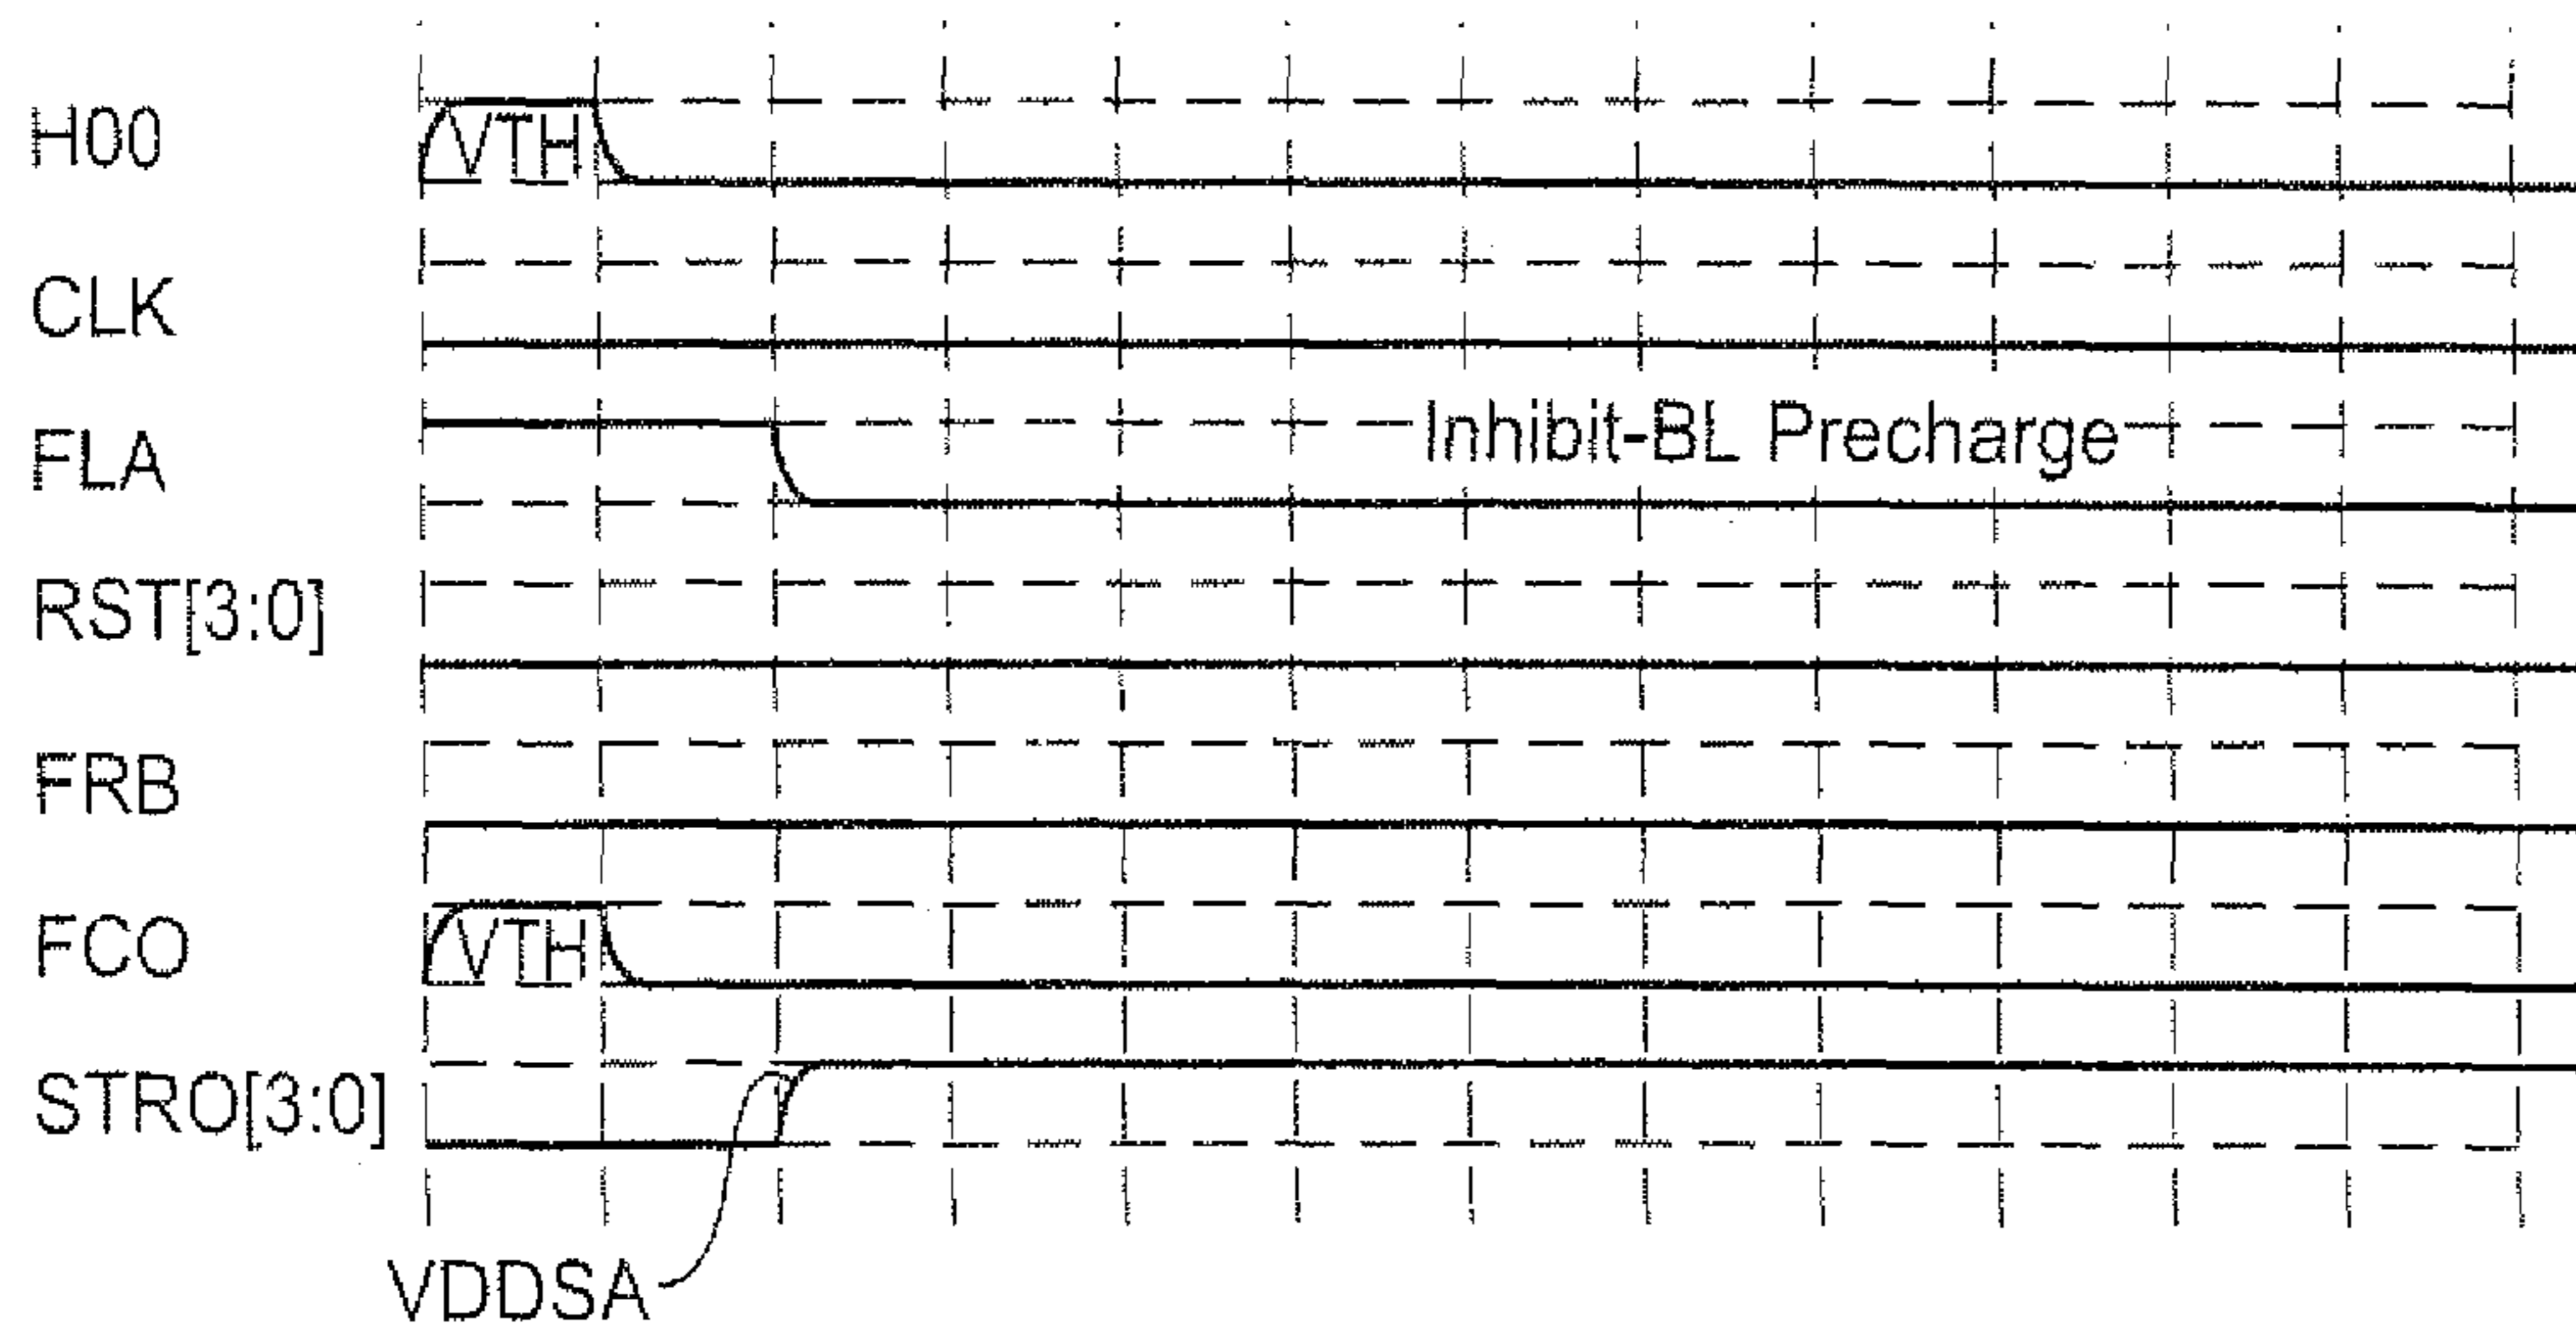 H00
VTH
CLK
FLA
Inhibit-BL Precharge
RST[3:0]
FRB
FCO
VTH
STRO[3:0]
VDDSA